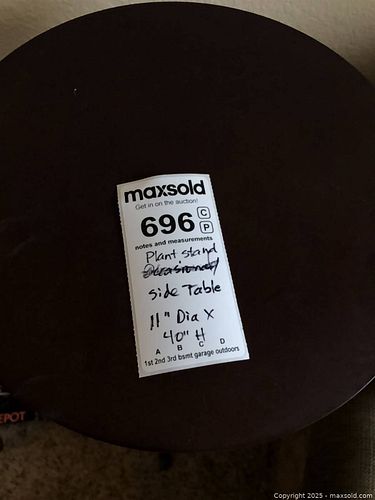 maxsold
Get in on the auction!
696 C
P
notes and measurements
Plant stand
Occasional
Side Table
11" Dia X
40" H
A B C D
1st 2nd 3rd bsmt garage outdoors
EPOT
Copyright 2025 - maxsold.com